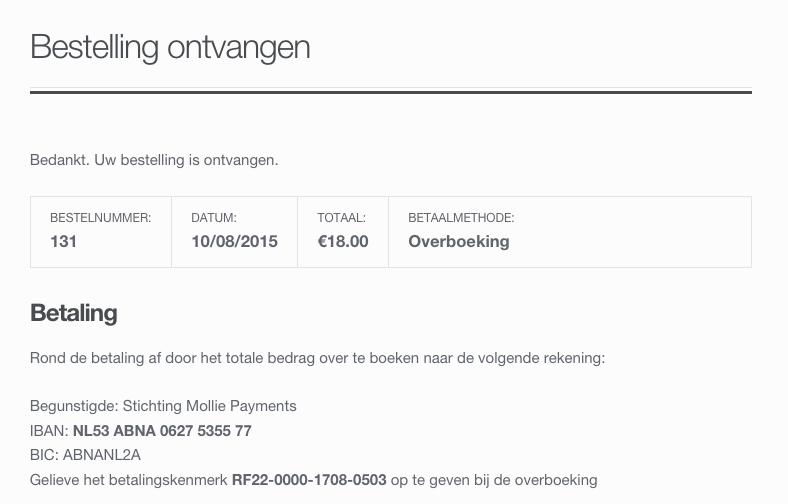 Bestelling ontvangen
Bedankt. Uw bestelling is ontvangen.
BESTELNUMMER: DATUM: TOTAAL: BETAALMETHODE:
131 10/08/2015 €18.00 Overboeking
Betaling
Rond de betaling af door het totale bedrag over te boeken naar de volgende rekening:
Begunstigde: Stichting Mollie Payments
IBAN: NL53 ABNA 0627 5355 77
BIC: ABNANL2A
Gelieve het betalingskenmerk RF22-0000-1708-0503 op te geven bij de overboeking